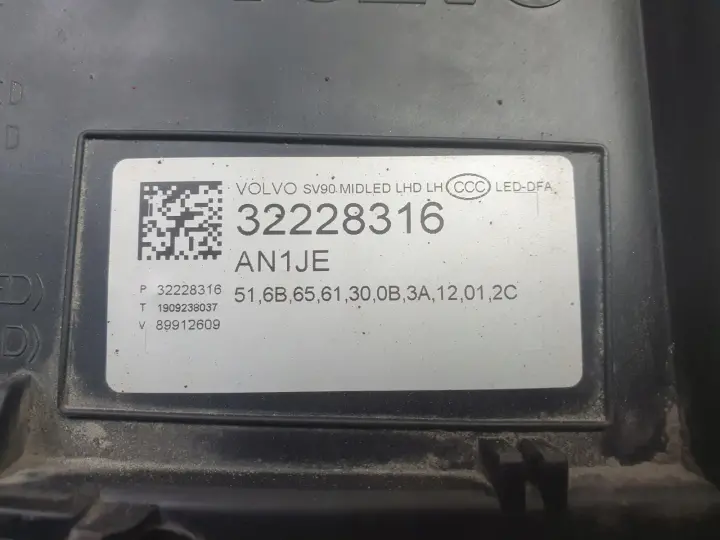 VOLVO
VOLVO SV90 MIDLED LHD LH CCC LED-DFA
32228316
AN1JE
P 32228316
51,6B,65,61,30,0B,3A,12,01,2C
T 1909238037
V 89912609